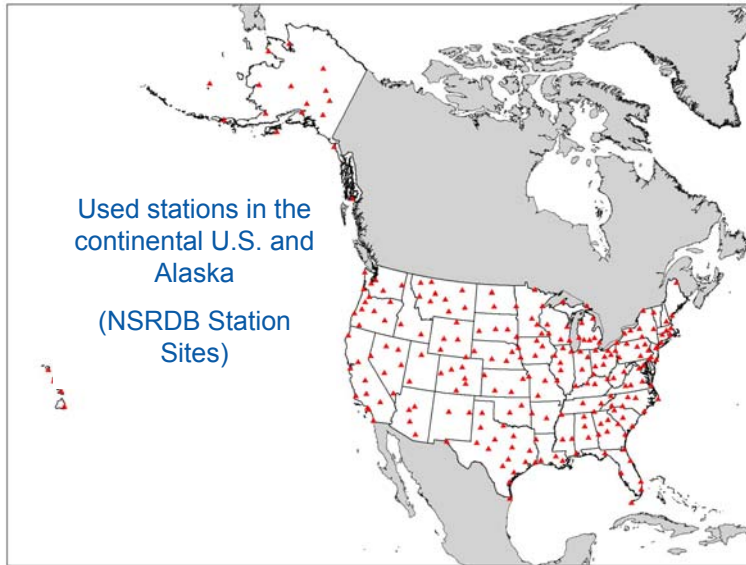 Used stations in the
continental U.S. and
Alaska
(NSRDB Station
Sites)